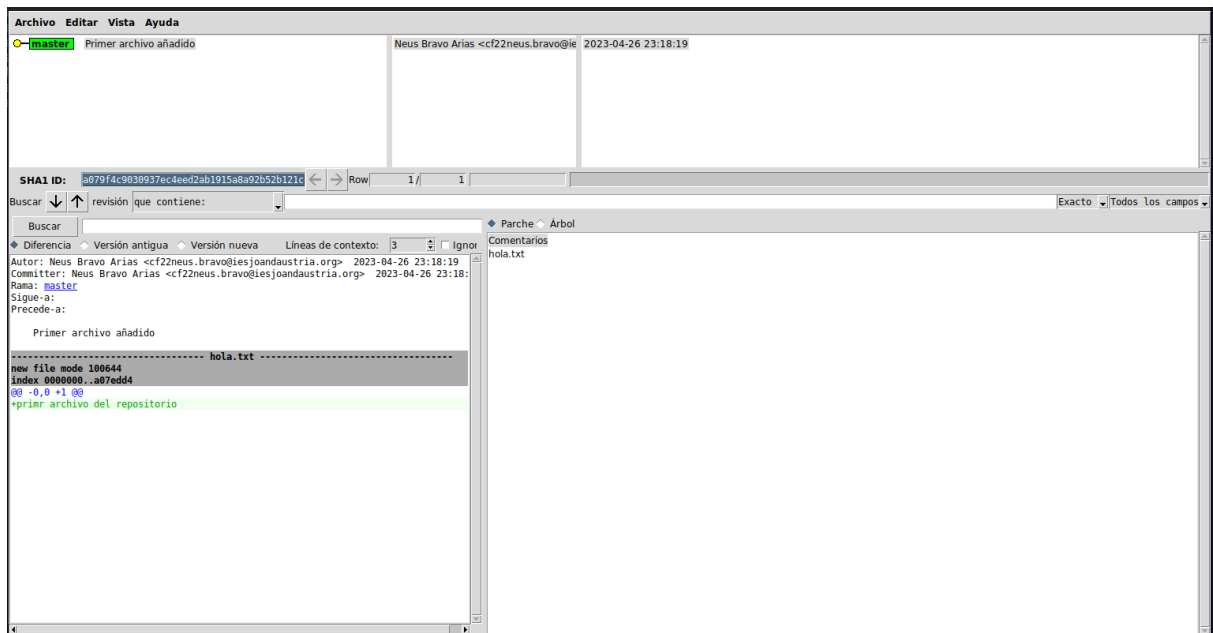 Archivo Editar Vista Ayuda
master Primer archivo añadido Neus Bravo Arias <cf22neus.bravo@ie 2023-04-26 23:18:19
SHA1 ID: a079f4c9030937ec4eed2ab1915a8a92b52b121c Row 1/ 1
Buscar revisión que contiene: Exacto Todos los campos
Buscar Parche Árbol
Diferencia Versión antigua Versión nueva Líneas de contexto: 3 Ignor
Comentarios
hola.txt
Autor: Neus Bravo Arias <cf22neus.bravo@iesjoandaustria.org> 2023-04-26 23:18:19
Committer: Neus Bravo Arias <cf22neus.bravo@iesjoandaustria.org> 2023-04-26 23:18:
Rama: master
Sigue-a:
Precede-a:
Primer archivo añadido
---------------------------------- hola.txt ----------------------------------
new file mode 100644
index 0000000..a07edd4
@@ -0,0 +1 @@
+primr archivo del repositorio